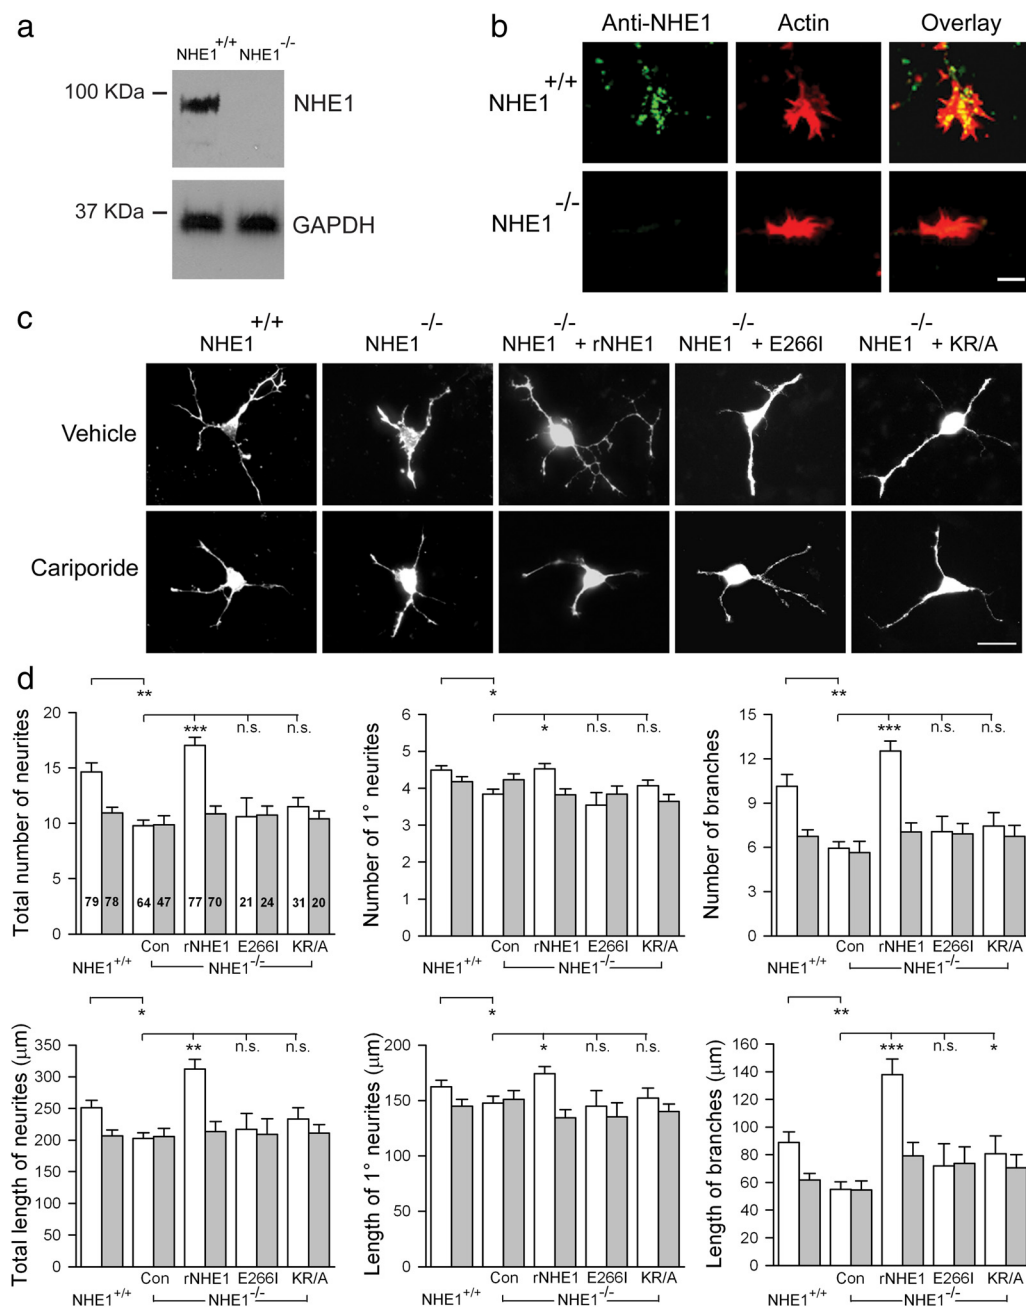 a
NHE1+/+ NHE1-/-
100 KDa
NHE1
37 KDa
GAPDH
b
Anti-NHE1 Actin Overlay
NHE1+/+
NHE1-/-
c
NHE1+/+ NHE1-/- NHE1-/- + rNHE1 NHE1-/- + E266I NHE1-/- + KR/A
Vehicle
Cariporide
d
Total number of neurites
20
15
10
5
0
**
*** n.s. n.s.
79 78 64 47 77 70 21 24 31 20
Con rNHE1 E266I KR/A
NHE1+/+ NHE1-/-
Number of 1° neurites
6
5
4
3
2
1
0
*
* n.s. n.s.
Con rNHE1 E266I KR/A
NHE1+/+ NHE1-/-
Number of branches
15
12
9
6
3
0
**
*** n.s. n.s.
Con rNHE1 E266I KR/A
NHE1+/+ NHE1-/-
Total length of neurites (μm)
350
300
250
200
150
100
50
0
*
** n.s. n.s.
Con rNHE1 E266I KR/A
NHE1+/+ NHE1-/-
Length of 1° neurites (μm)
200
150
100
50
0
*
* n.s. n.s.
Con rNHE1 E266I KR/A
NHE1+/+ NHE1-/-
Length of branches (μm)
160
140
120
100
80
60
40
20
0
**
*** n.s. *
Con rNHE1 E266I KR/A
NHE1+/+ NHE1-/-